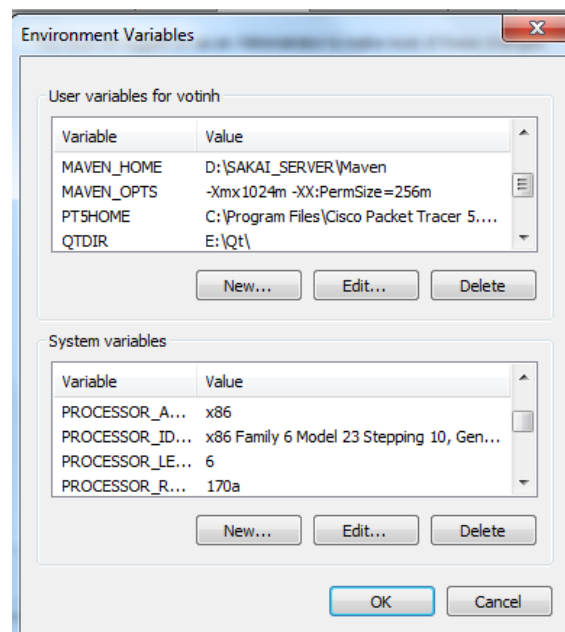 Environment Variables
User variables for votinh
Variable Value
MAVEN_HOME D:\SAKAI_SERVER\Maven
MAVEN_OPTS -Xmx1024m -XX:PermSize=256m
PT5HOME C:\Program Files\Cisco Packet Tracer 5....
QTDIR E:\Qt\
New... Edit... Delete
System variables
Variable Value
PROCESSOR_A... x86
PROCESSOR_ID... x86 Family 6 Model 23 Stepping 10, Gen...
PROCESSOR_LE... 6
PROCESSOR_R... 170a
New... Edit... Delete
OK Cancel